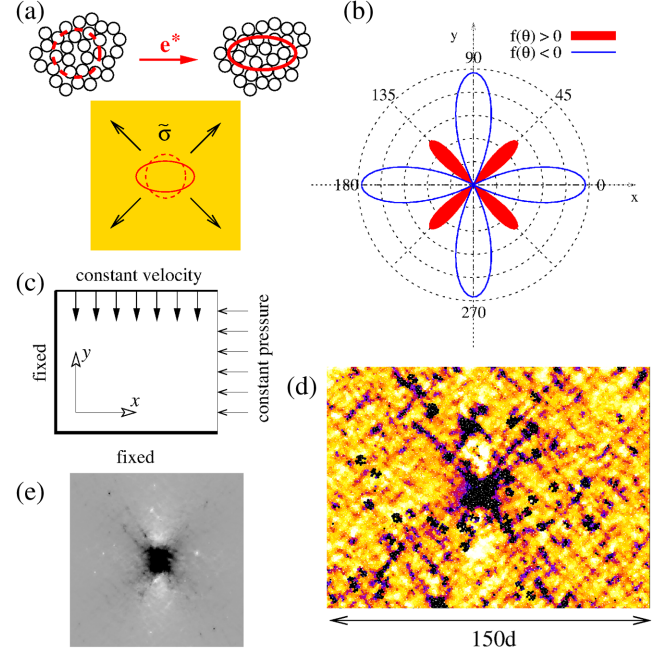 (a)
e*
σ̃
(b)
f(θ) > 0
f(θ) < 0
y
90
135
45
180
0
x
270
(c)
constant velocity
fixed
y
x
constant pressure
fixed
(d)
150d
(e)